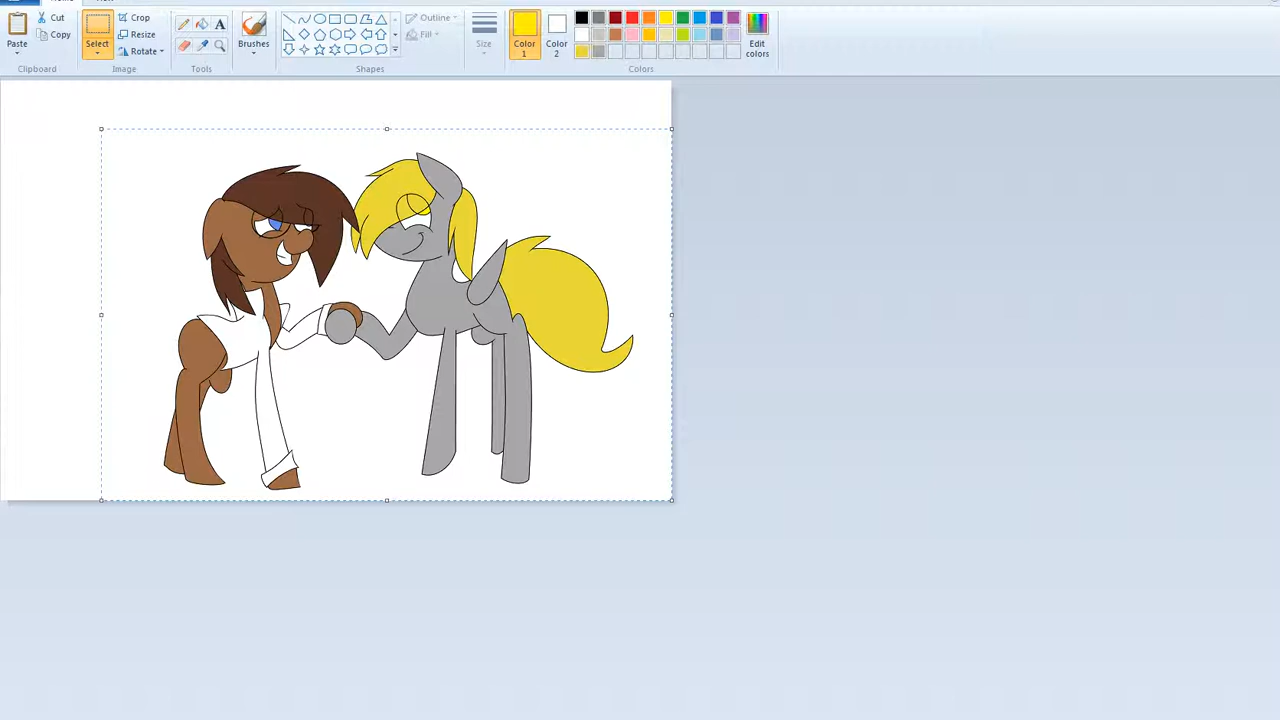 Paste
Cut
Copy
Clipboard
Select
Crop
Resize
Rotate
Image
A
Tools
Brushes
Outline
Fill
Shapes
Size
Color
1
Color
2
Edit
colors
Colors